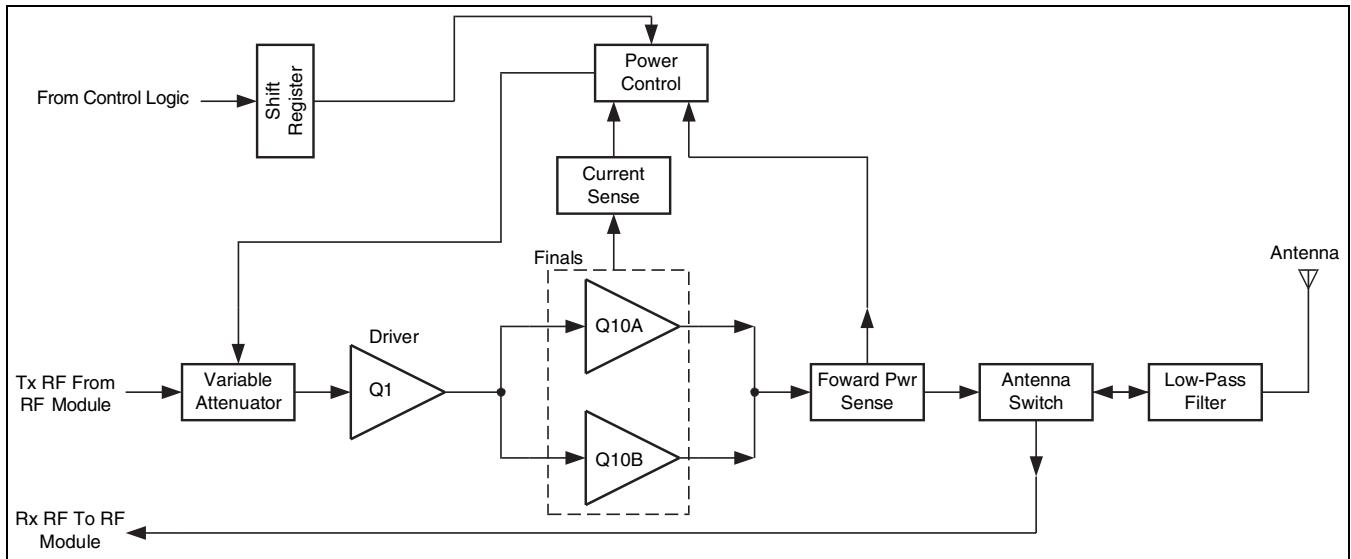 Power
Control
From Control Logic
Shift
Register
Current
Sense
Finals
Antenna
Q10A
Driver
Tx RF From
RF Module
Variable
Attenuator
Q1
Foward Pwr
Sense
Antenna
Switch
Low-Pass
Filter
Q10B
Rx RF To RF
Module